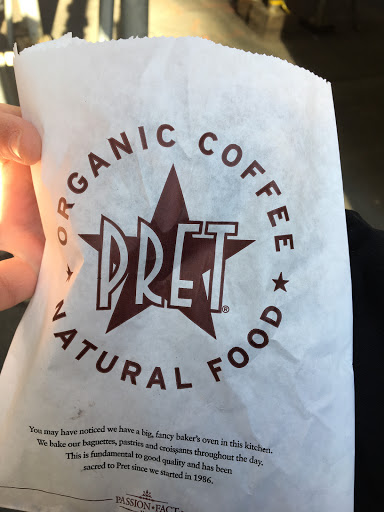 ORGANIC COFFEE
PRET®
★ NATURAL FOOD ★
You may have noticed we have a big, fancy baker's oven in this kitchen.
We bake our baguettes, pastries and croissants throughout the day.
This is fundamental to good quality and has been
sacred to Pret since we started in 1986.
PASSION • FACT